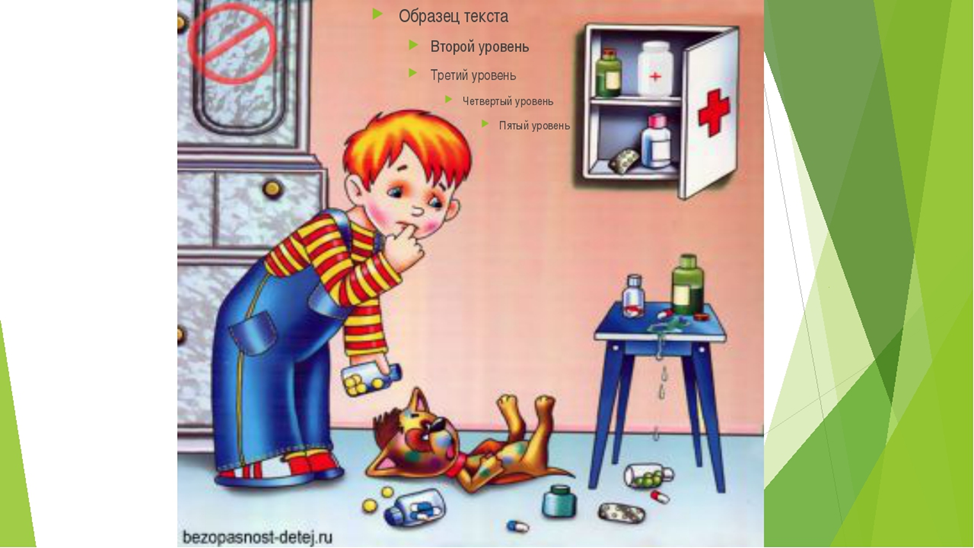 Образец текста
Второй уровень
Третий уровень
Четвертый уровень
Пятый уровень
bezopasnost-detej.ru